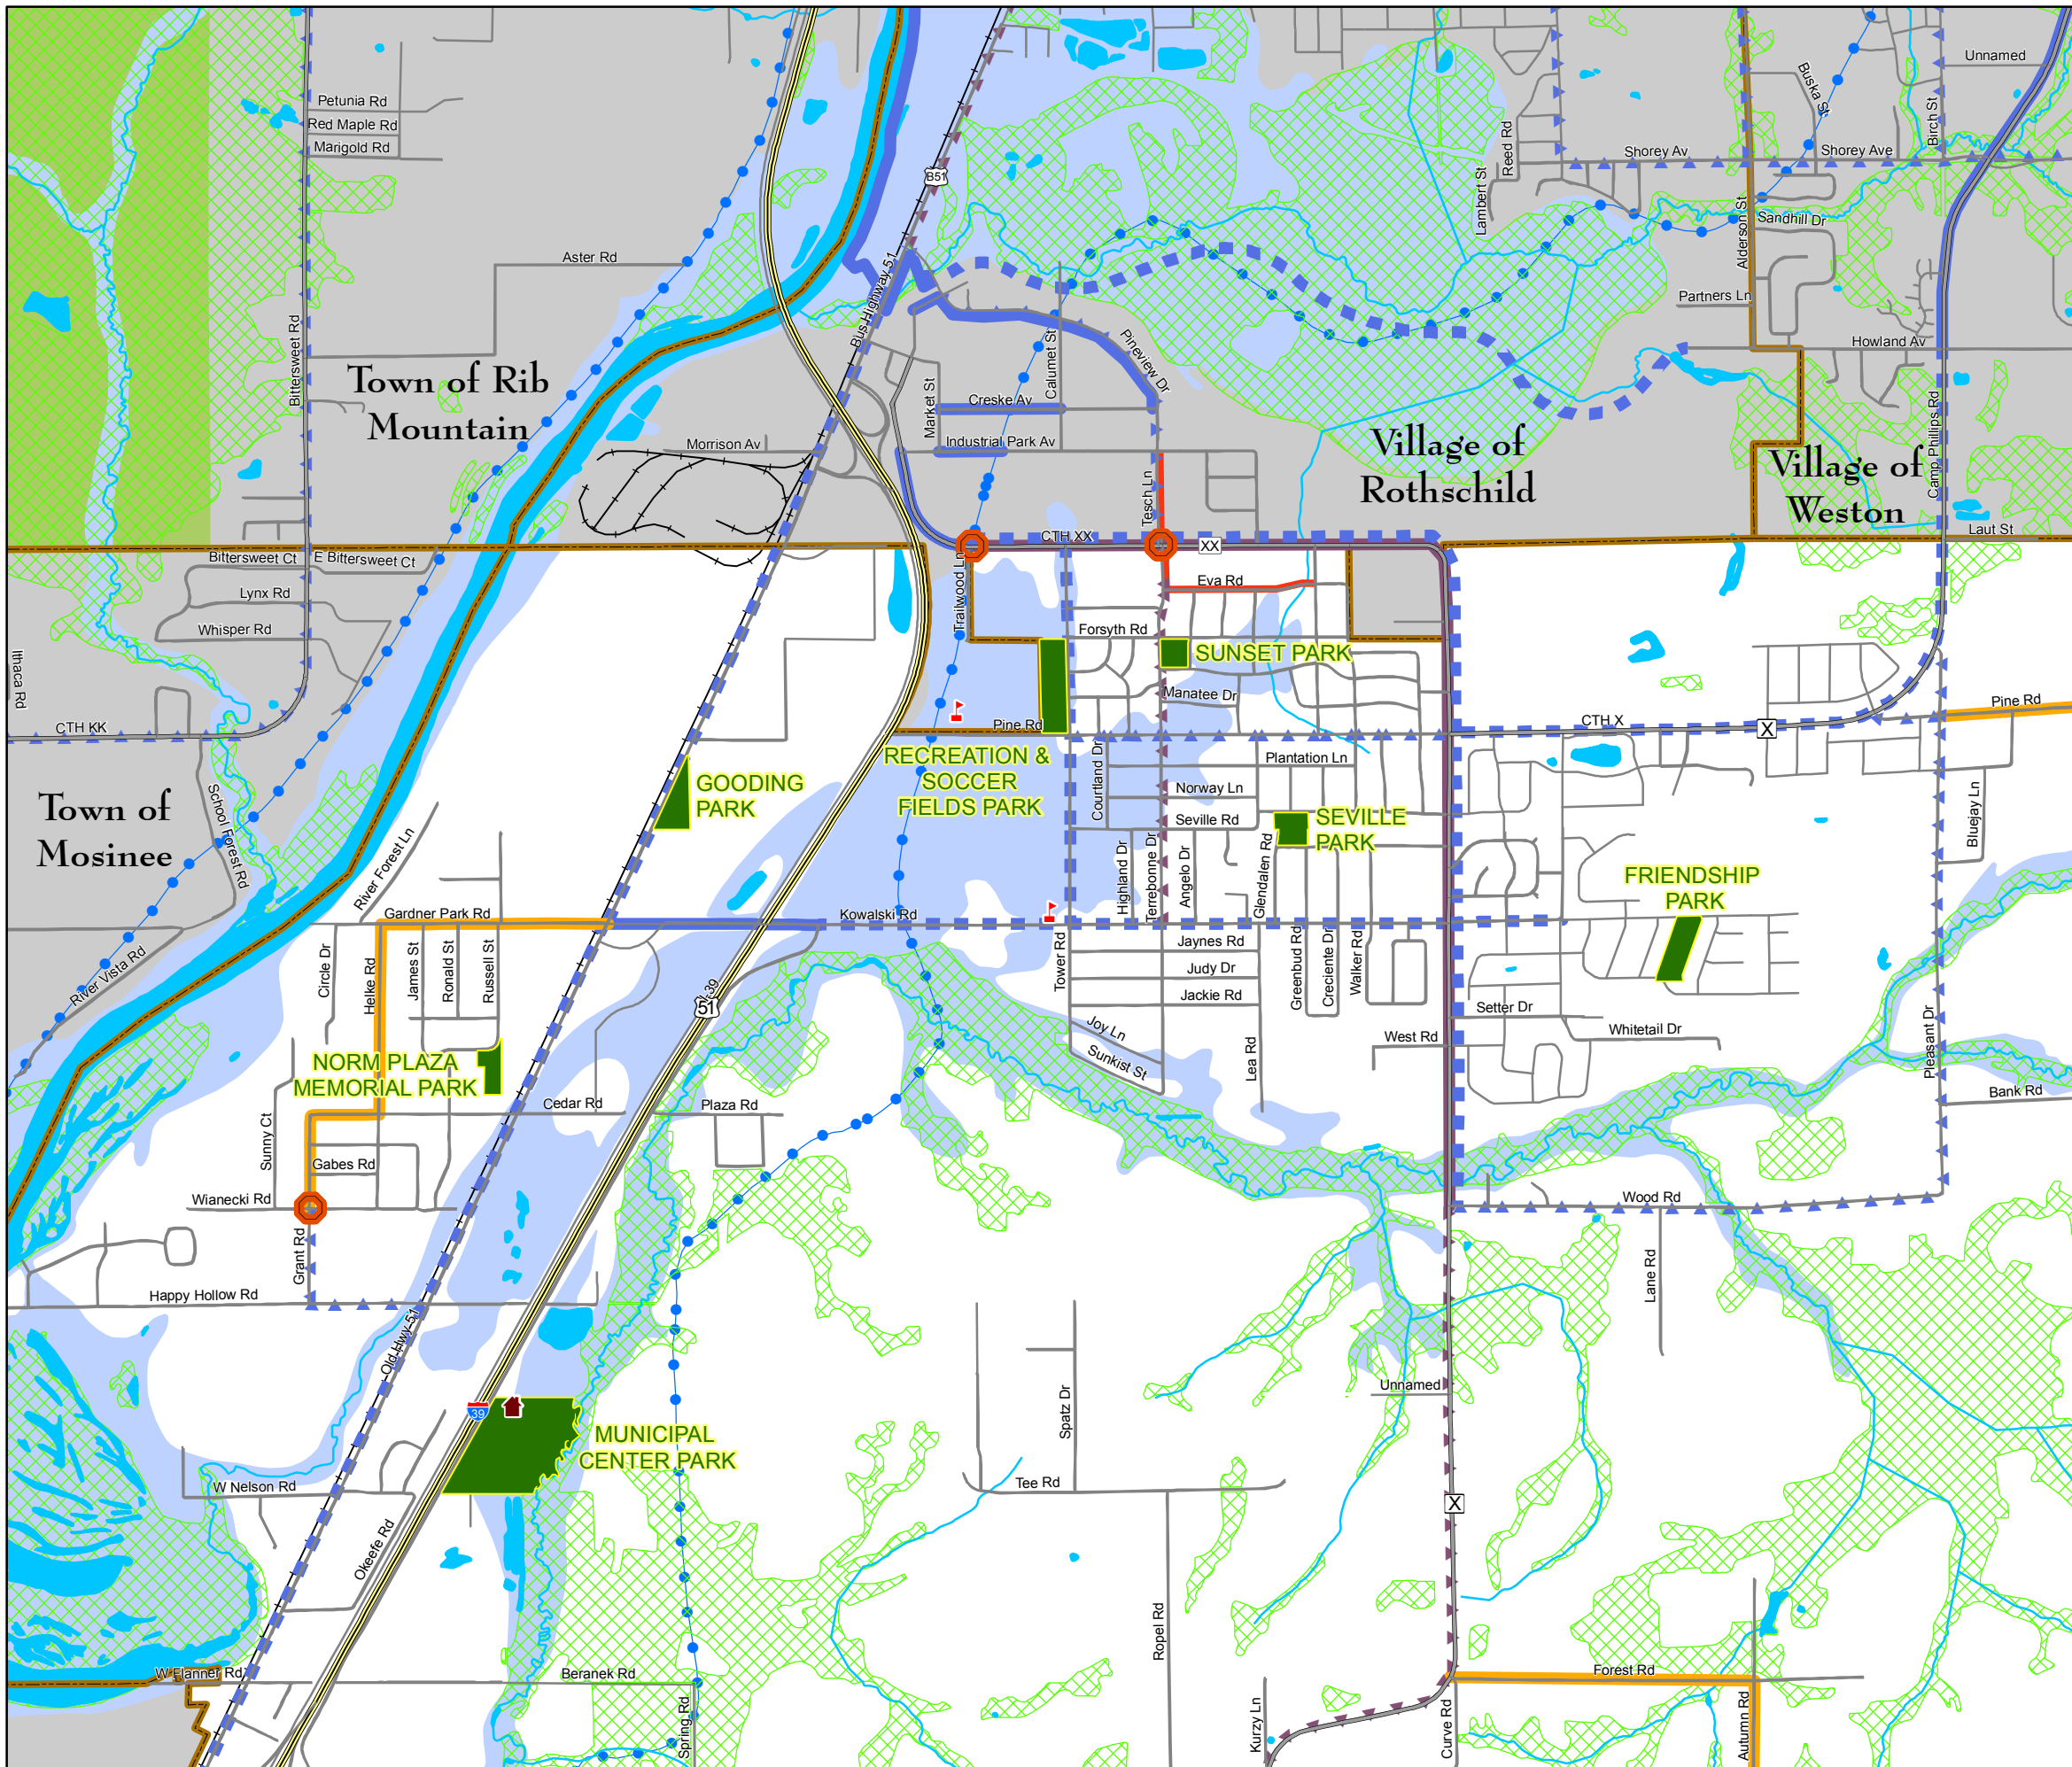 Unnamed
Buska St
Birch St
Petunia Rd
Red Maple Rd
Marigold Rd
Reed Rd
Shorey Av
Shorey Ave
B51
Lambert St
Alderson St
Sandhill Dr
Aster Rd
Bus Highway 51
Partners Ln
Bittersweet Rd
Calumet St
Pineview Dr
Howland Av
Town of Rib
Mountain
Market St
Creske Av
Camp Phillips Rd
Morrison Av
Industrial Park Av
Village of
Rothschild
Village of
Weston
Tesch Ln
Laut St
CTH XX
XX
Bittersweet Ct
E Bittersweet Ct
Trailwood Ln
Eva Rd
Lynx Rd
Whisper Rd
Forsyth Rd
SUNSET PARK
Ithaca Rd
Manatee Dr
CTH KK
Pine Rd
CTH X
X
Pine Rd
RECREATION &
SOCCER
FIELDS PARK
Plantation Ln
GOODING
PARK
Courtland Dr
Norway Ln
Town of
Mosinee
School Forest Rd
Seville Rd
SEVILLE
PARK
Bluejay Ln
River Forest Ln
Highland Dr
Terrebonne Dr
Angelo Dr
Glendalen Rd
FRIENDSHIP
PARK
Gardner Park Rd
Kowalski Rd
River Vista Rd
Circle Dr
Helke Rd
James St
Ronald St
Russell St
Tower Rd
Jaynes Rd
Judy Dr
Jackie Rd
Greenbud Rd
Creciente Dr
Walker Rd
I-39
51
Setter Dr
Whitetail Dr
Joy Ln
Sunkist St
Lea Rd
West Rd
Pleasant Dr
NORM PLAZA
MEMORIAL PARK
Cedar Rd
Plaza Rd
Bank Rd
Sunny Ct
Gabes Rd
Wianecki Rd
Wood Rd
Grant Rd
Lane Rd
Happy Hollow Rd
Old Hwy 51
Unnamed
39
MUNICIPAL
CENTER PARK
Spatz Dr
W Nelson Rd
Tee Rd
X
Okeefe Rd
Ropel Rd
W Flanner Rd
Beranek Rd
Forest Rd
Spring Rd
Kurzy Ln
Curve Rd
Autumn Rd